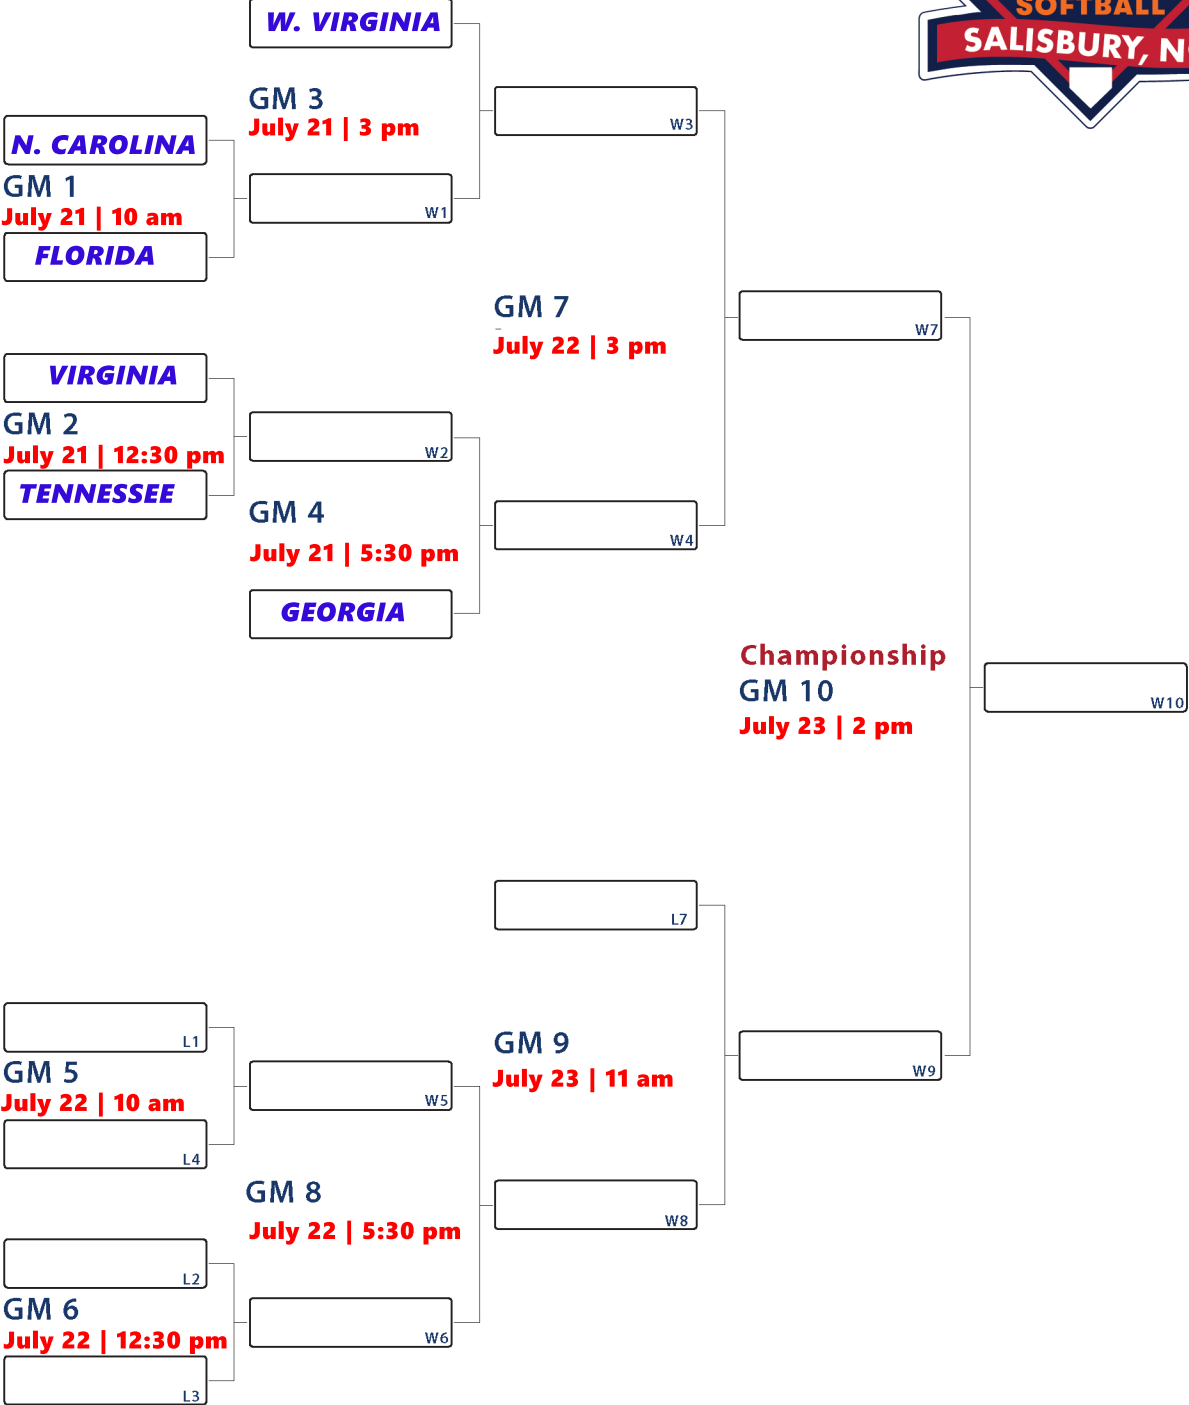 W. VIRGINIA
SOFTBALL
SALISBURY, N
GM 3
July 21 | 3 pm
W3
N. CAROLINA
GM 1
July 21 | 10 am
W1
FLORIDA
GM 7
July 22 | 3 pm
W7
VIRGINIA
GM 2
July 21 | 12:30 pm
W2
TENNESSEE
GM 4
July 21 | 5:30 pm
W4
GEORGIA
Championship
GM 10
July 23 | 2 pm
W10
L7
L1
GM 5
July 22 | 10 am
W5
L4
GM 9
July 23 | 11 am
W9
GM 8
July 22 | 5:30 pm
W8
L2
GM 6
July 22 | 12:30 pm
W6
L3